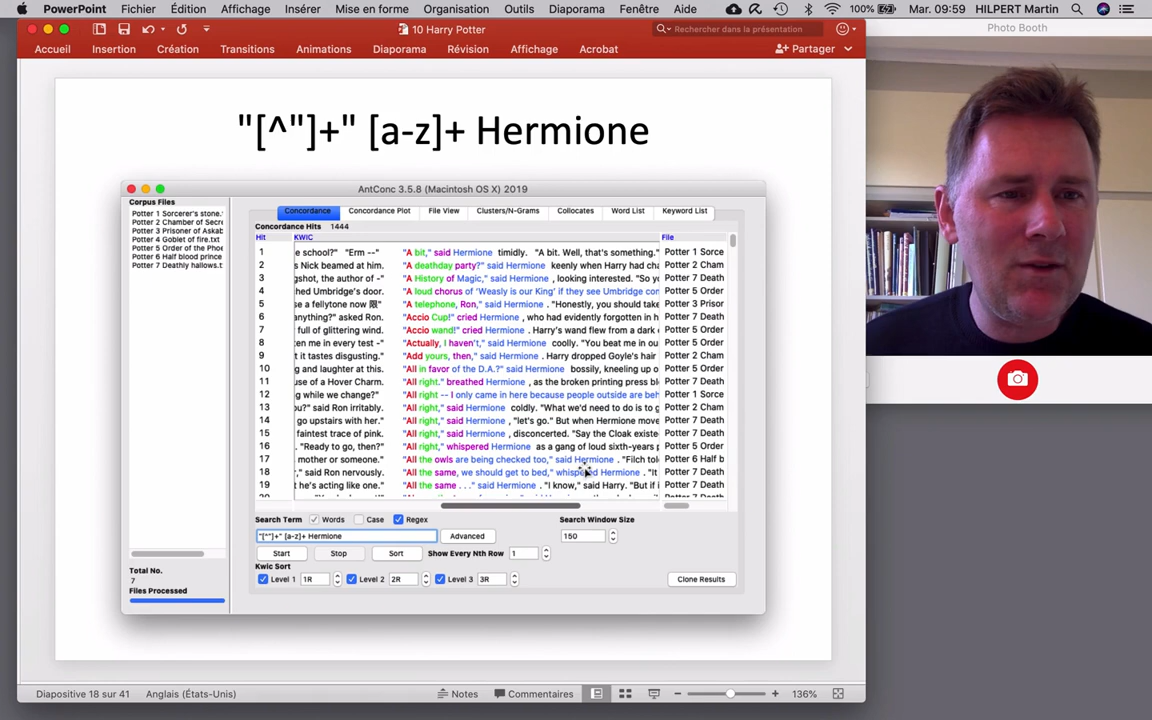 PowerPoint Fichier Édition Affichage Insérer Mise en forme Organisation Outils Diaporama Fenêtre Aide 100% Mar. 09:59 HILPERT Martin
10 Harry Potter
Rechercher dans la présentation
Photo Booth
Accueil Insertion Création Transitions Animations Diaporama Révision Affichage Acrobat Partager
"[^"]+" [a-z]+ Hermione
AntConc 3.5.8 (Macintosh OS X) 2019
Corpus Files
Potter 1 Sorcerer's stone.
Potter 2 Chamber of Secre
Potter 3 Prisoner of Askab
Potter 4 Goblet of fire.txt
Potter 5 Order of the Phoe
Potter 6 Half blood prince
Potter 7 Deathly hallows.t
Concordance Concordance Plot File View Clusters/N-Grams Collocates Word List Keyword List
Concordance Hits 1444
Hit KWIC File
1 e school?" "Erm --" "A bit," said Hermione timidly. "A bit. Well, that's something." Potter 1 Sorce
2 s Nick beamed at him. "A deathday party?" said Hermione keenly when Harry had cha Potter 2 Cham
3 gshot, the author of -" "A History of Magic," said Hermione , looking interested. "So y Potter 7 Death
4 hed Umbridge's door. "A loud chorus of 'Weasly is our King' if they see Umbridge con Potter 5 Order
5 se a fellytone now 限" "A telephone, Ron," said Hermione . "Honestly, you should take Potter 3 Prisor
6 anything?" asked Ron. "Accio Cup!" cried Hermione , who had evidently forgotten in h Potter 7 Death
7 full of glittering wind. "Accio wand!" cried Hermione . Harry's wand flew from a dark c Potter 5 Order
8 en me in every test -" "Actually, I haven't," said Hermione coolly. "You beat me in ou Potter 5 Order
9 et it tastes disgusting." "Add yours, then," said Hermione . Harry dropped Goyle's hair Potter 2 Cham
10 g and laughter at this. "All in favor of the D.A.?" said Hermione bossily, kneeling up o Potter 5 Order
11 use of a Hover Charm. "All right." breathed Hermione , as the broken printing press blo Potter 7 Death
12 ng while we change?" "All right -- I only came in here because people outside are beh Potter 1 Sorce
13 ou?" said Ron irritably. "All right," said Hermione coldly. "What we'd need to do is to g Potter 2 Cham
14 go upstairs with her." "All right," said Hermione , "let's go." But when Hermione move Potter 7 Death
15 faintest trace of pink. "All right," said Hermione , disconcerted. "Say the Cloak existe Potter 7 Death
16 "Ready to go, then?" "All right," whispered Hermione as a gang of loud sixth-years p Potter 5 Order
17 mother or someone." "All the owls are being checked too," said Hermione . "Filch tol Potter 6 Half b
18 ," said Ron nervously. "All the same, we should get to bed," whispered Hermione . "It Potter 7 Death
19 t he's acting like one." "All the same . . ." said Hermione . "I know," said Harry. "But if i Potter 7 Death
Search Term Words Case Regex Search Window Size
"[^"]+" [a-z]+ Hermione Advanced 150
Start Stop Sort Show Every Nth Row 1
Kwic Sort
Level 1 1R Level 2 2R Level 3 3R Clone Results
Total No.
7
Files Processed
Diapositive 18 sur 41 Anglais (États-Unis) Notes Commentaires 136%